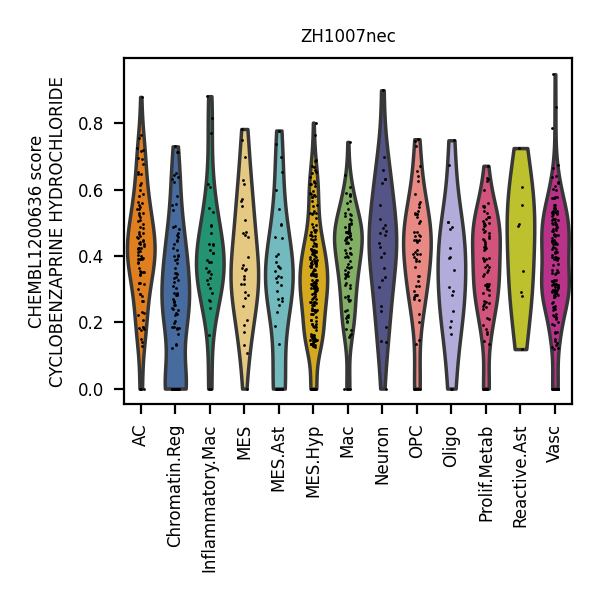 ZH1007nec
CHEMBL1200636 score
CYCLOBENZAPRINE HYDROCHLORIDE
0.8
0.6
0.4
0.2
0.0
AC
Chromatin.Reg
Inflammatory.Mac
MES
MES.Ast
MES.Hyp
Mac
Neuron
OPC
Oligo
Prolif.Metab
Reactive.Ast
Vasc